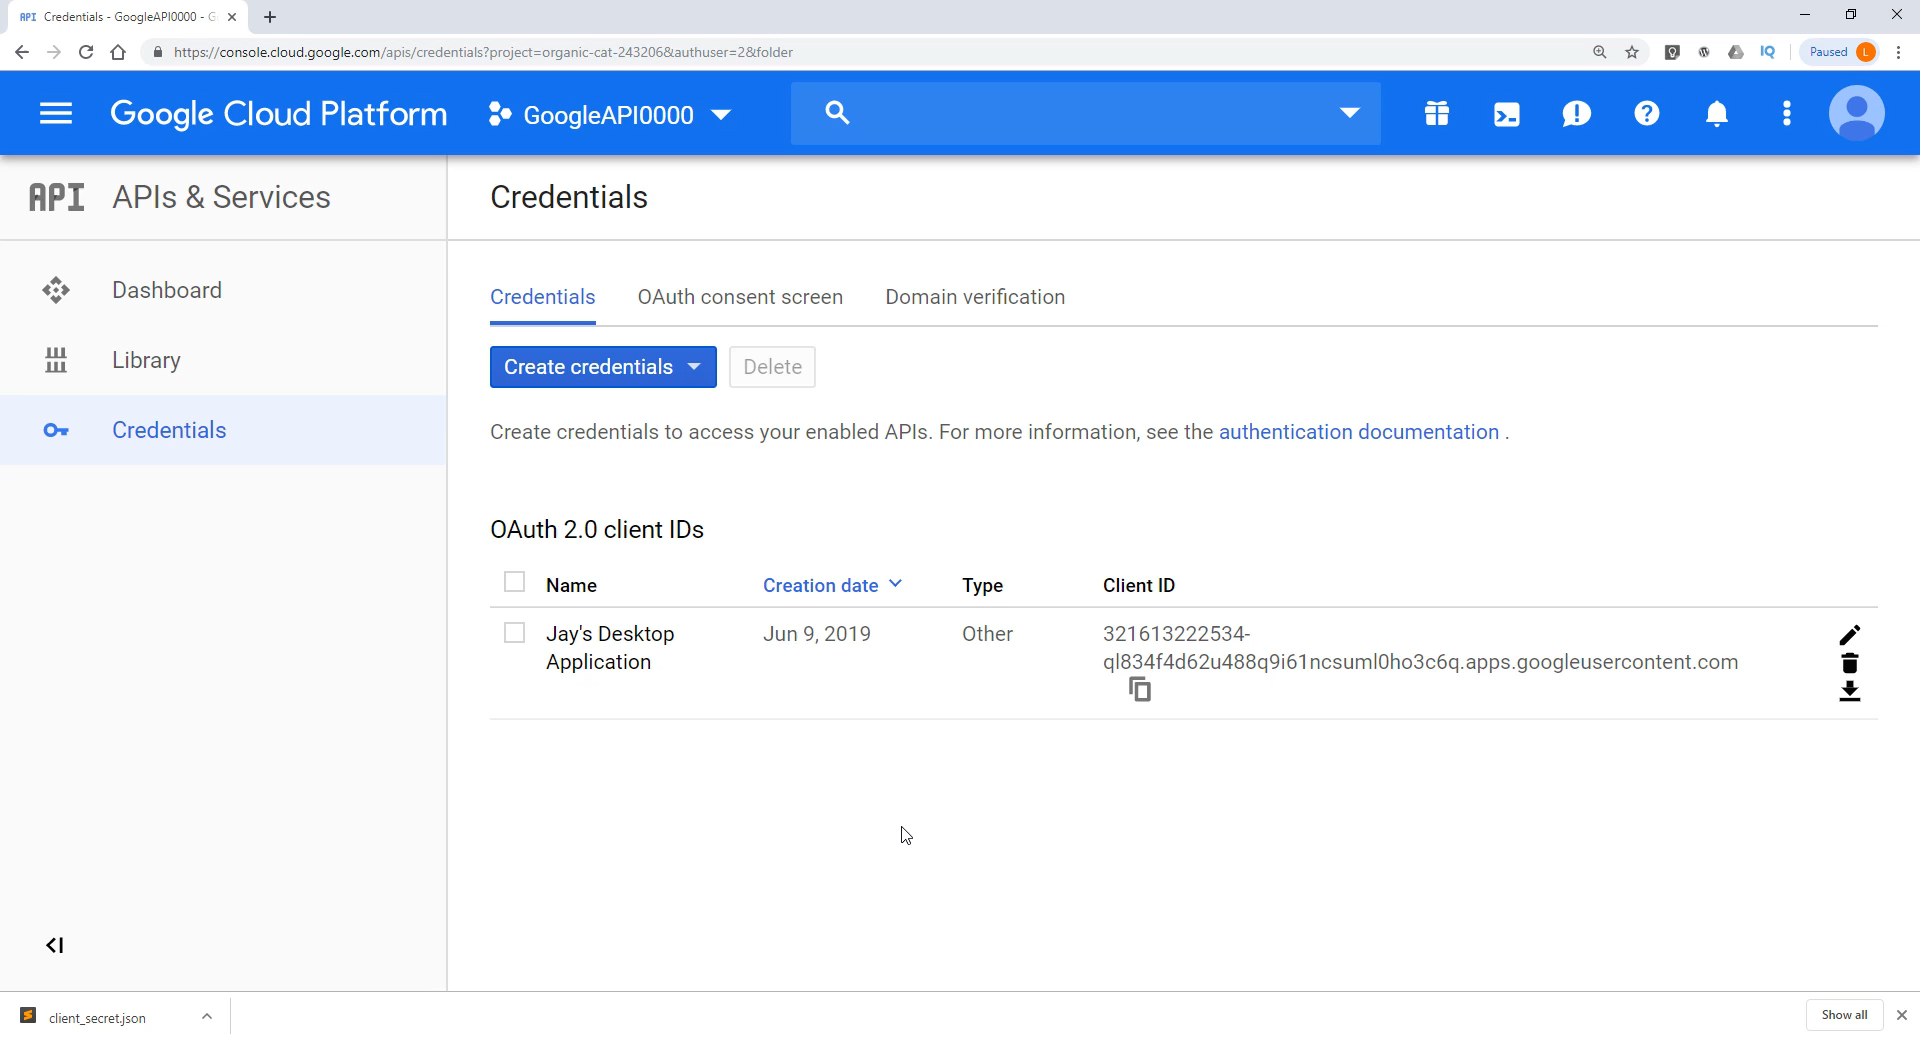 API Credentials - GoogleAPI0000 - G
https://console.cloud.google.com/apis/credentials?project=organic-cat-243206&authuser=2&folder
IQ
Paused L
Google Cloud Platform
GoogleAPI0000
API APIs & Services
Credentials
Dashboard
Library
Credentials
Credentials
OAuth consent screen
Domain verification
Create credentials
Delete
Create credentials to access your enabled APIs. For more information, see the authentication documentation .
OAuth 2.0 client IDs
Name Creation date Type Client ID
Jay's Desktop Jun 9, 2019 Other 321613222534-
Application ql834f4d62u488q9i61ncsuml0ho3c6q.apps.googleusercontent.com
client_secret.json
Show all